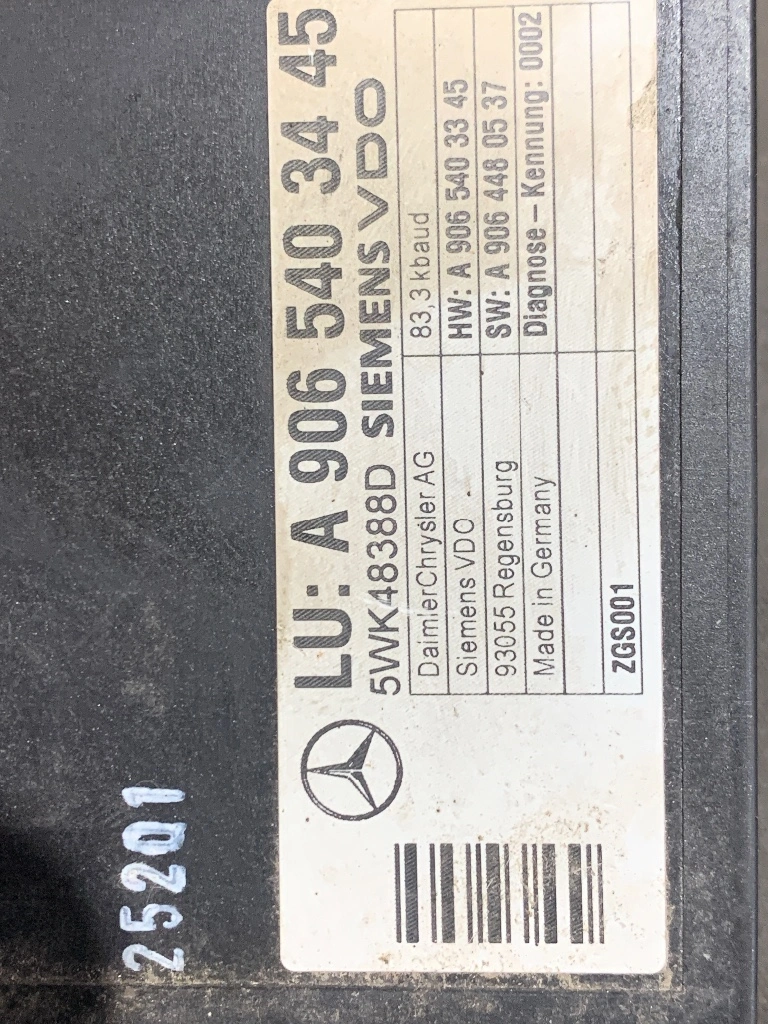 LU: A 906 540 34 45
5WK48388D SIEMENS VDO
DaimlerChrysler AG 83,3 kbaud
Siemens VDO HW: A 906 540 33 45
93055 Regensburg SW: A 906 448 05 37
Made in Germany Diagnose – Kennung: 0002
ZGS001
25201